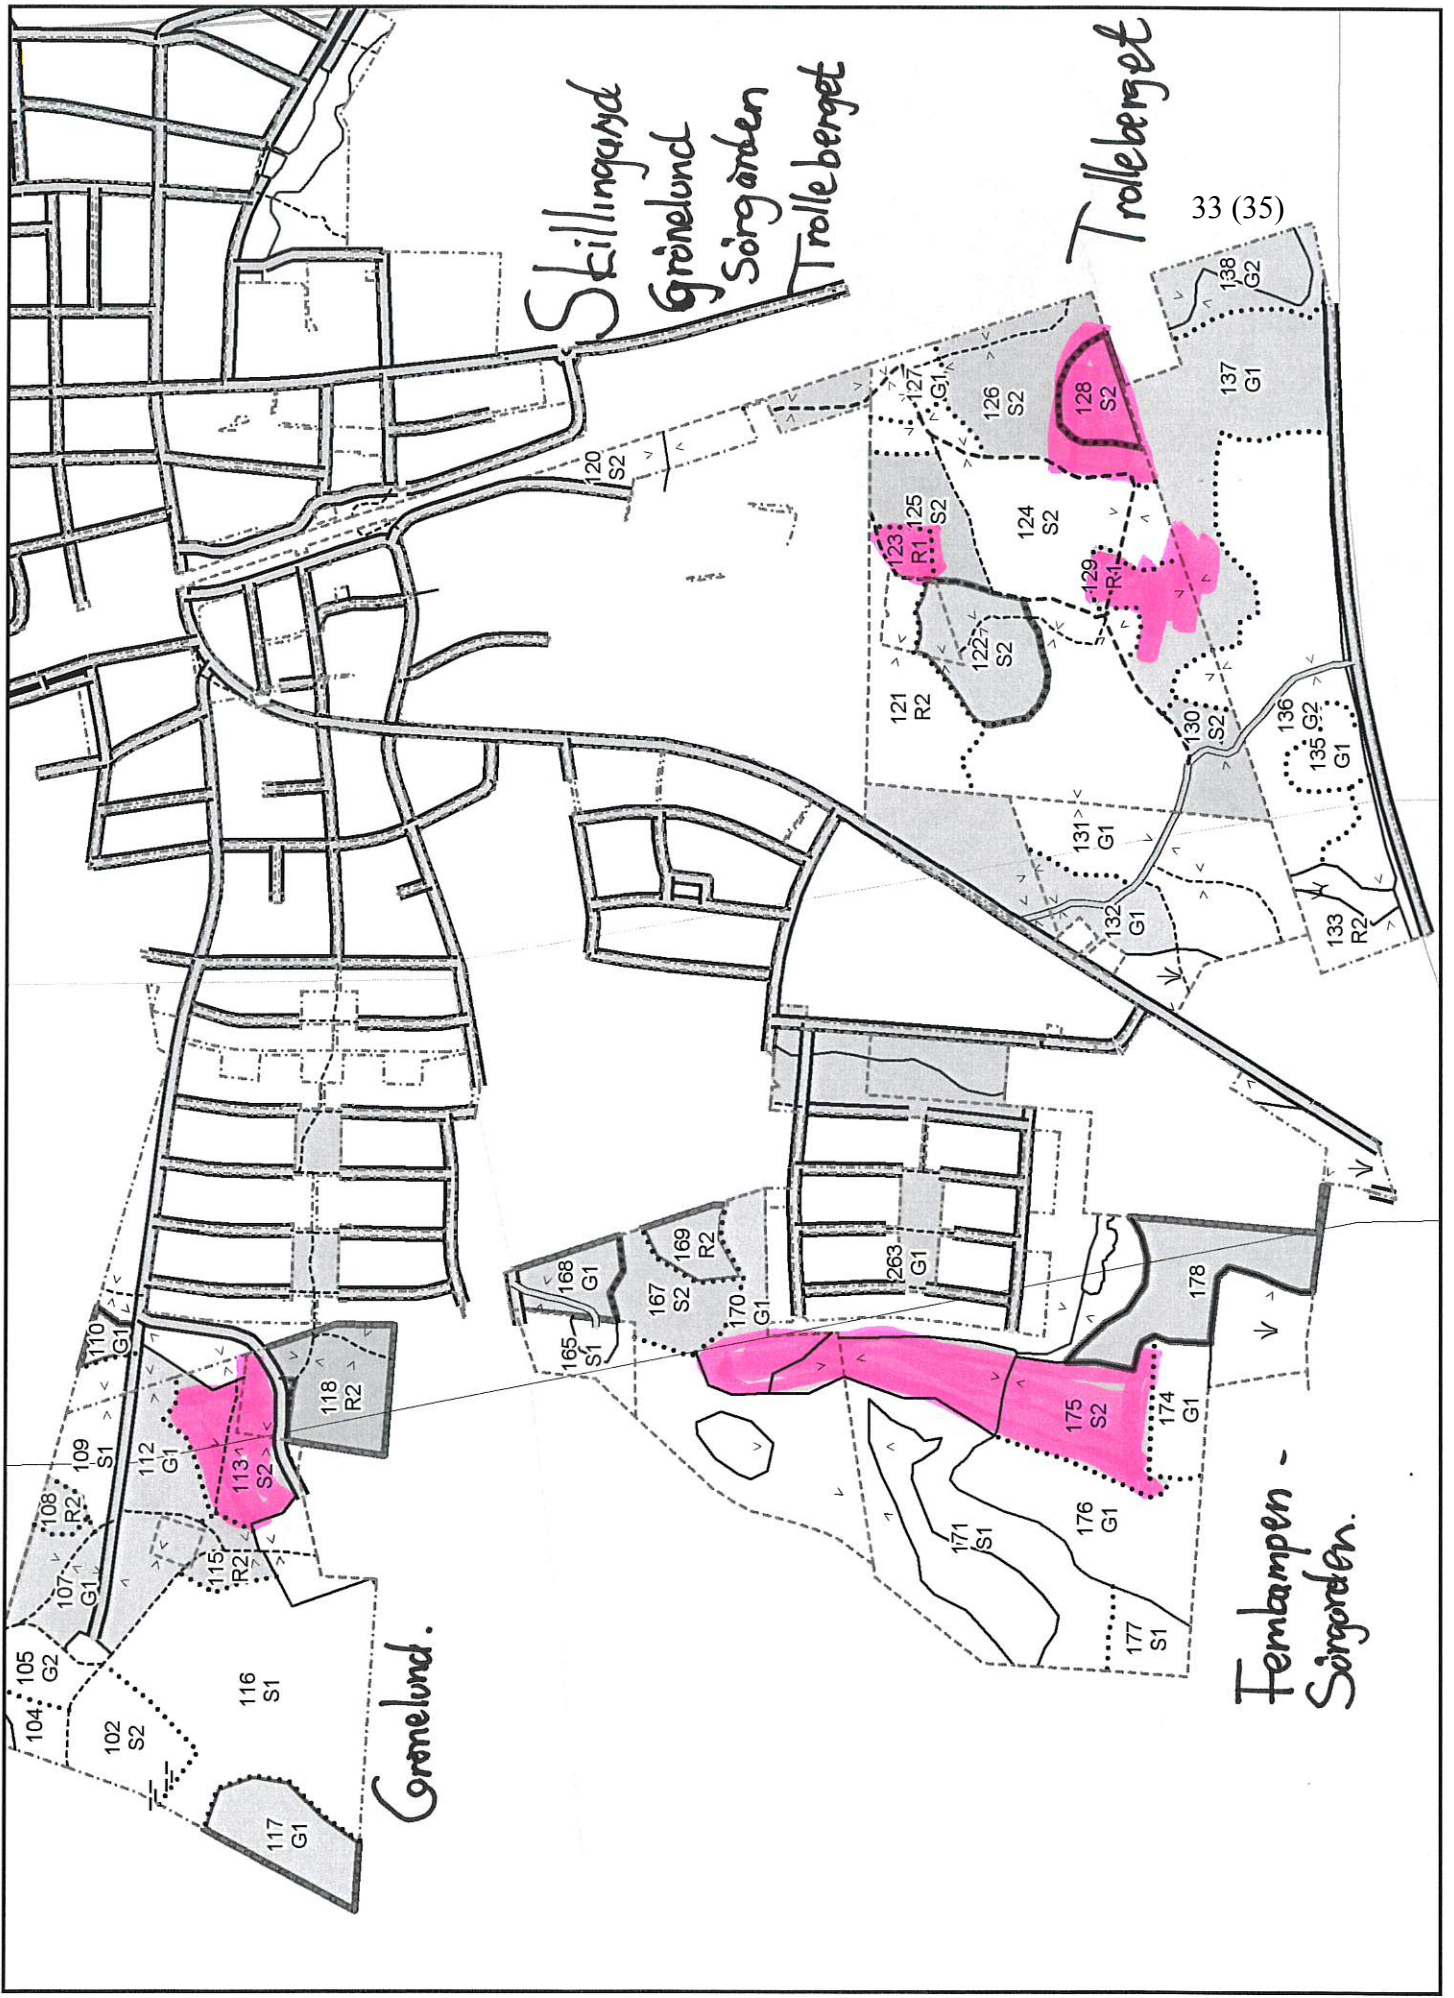 Skillingaryd
Grönelund
Sörgården
Trolleberget
Trolleberget
33 (35)
138
G2
137
G1
128
S2
127
G1
126
S2
120
S2
125
S2
123
R1
124
S2
129
R1
122
S2
121
R2
130
S2
136
G2
135
G1
131
G1
132
G1
133
R2
263
G1
178
169
R2
168
G1
167
S2
170
G1
165
S1
175
S2
174
G1
176
G1
171
S1
177
S1
Fembampen -
Sörgården.
110
G1
118
R2
109
S1
112
G1
113
S2
108
R2
115
R2
107
G1
105
G2
104
102
S2
116
S1
117
G1
Grönelund.